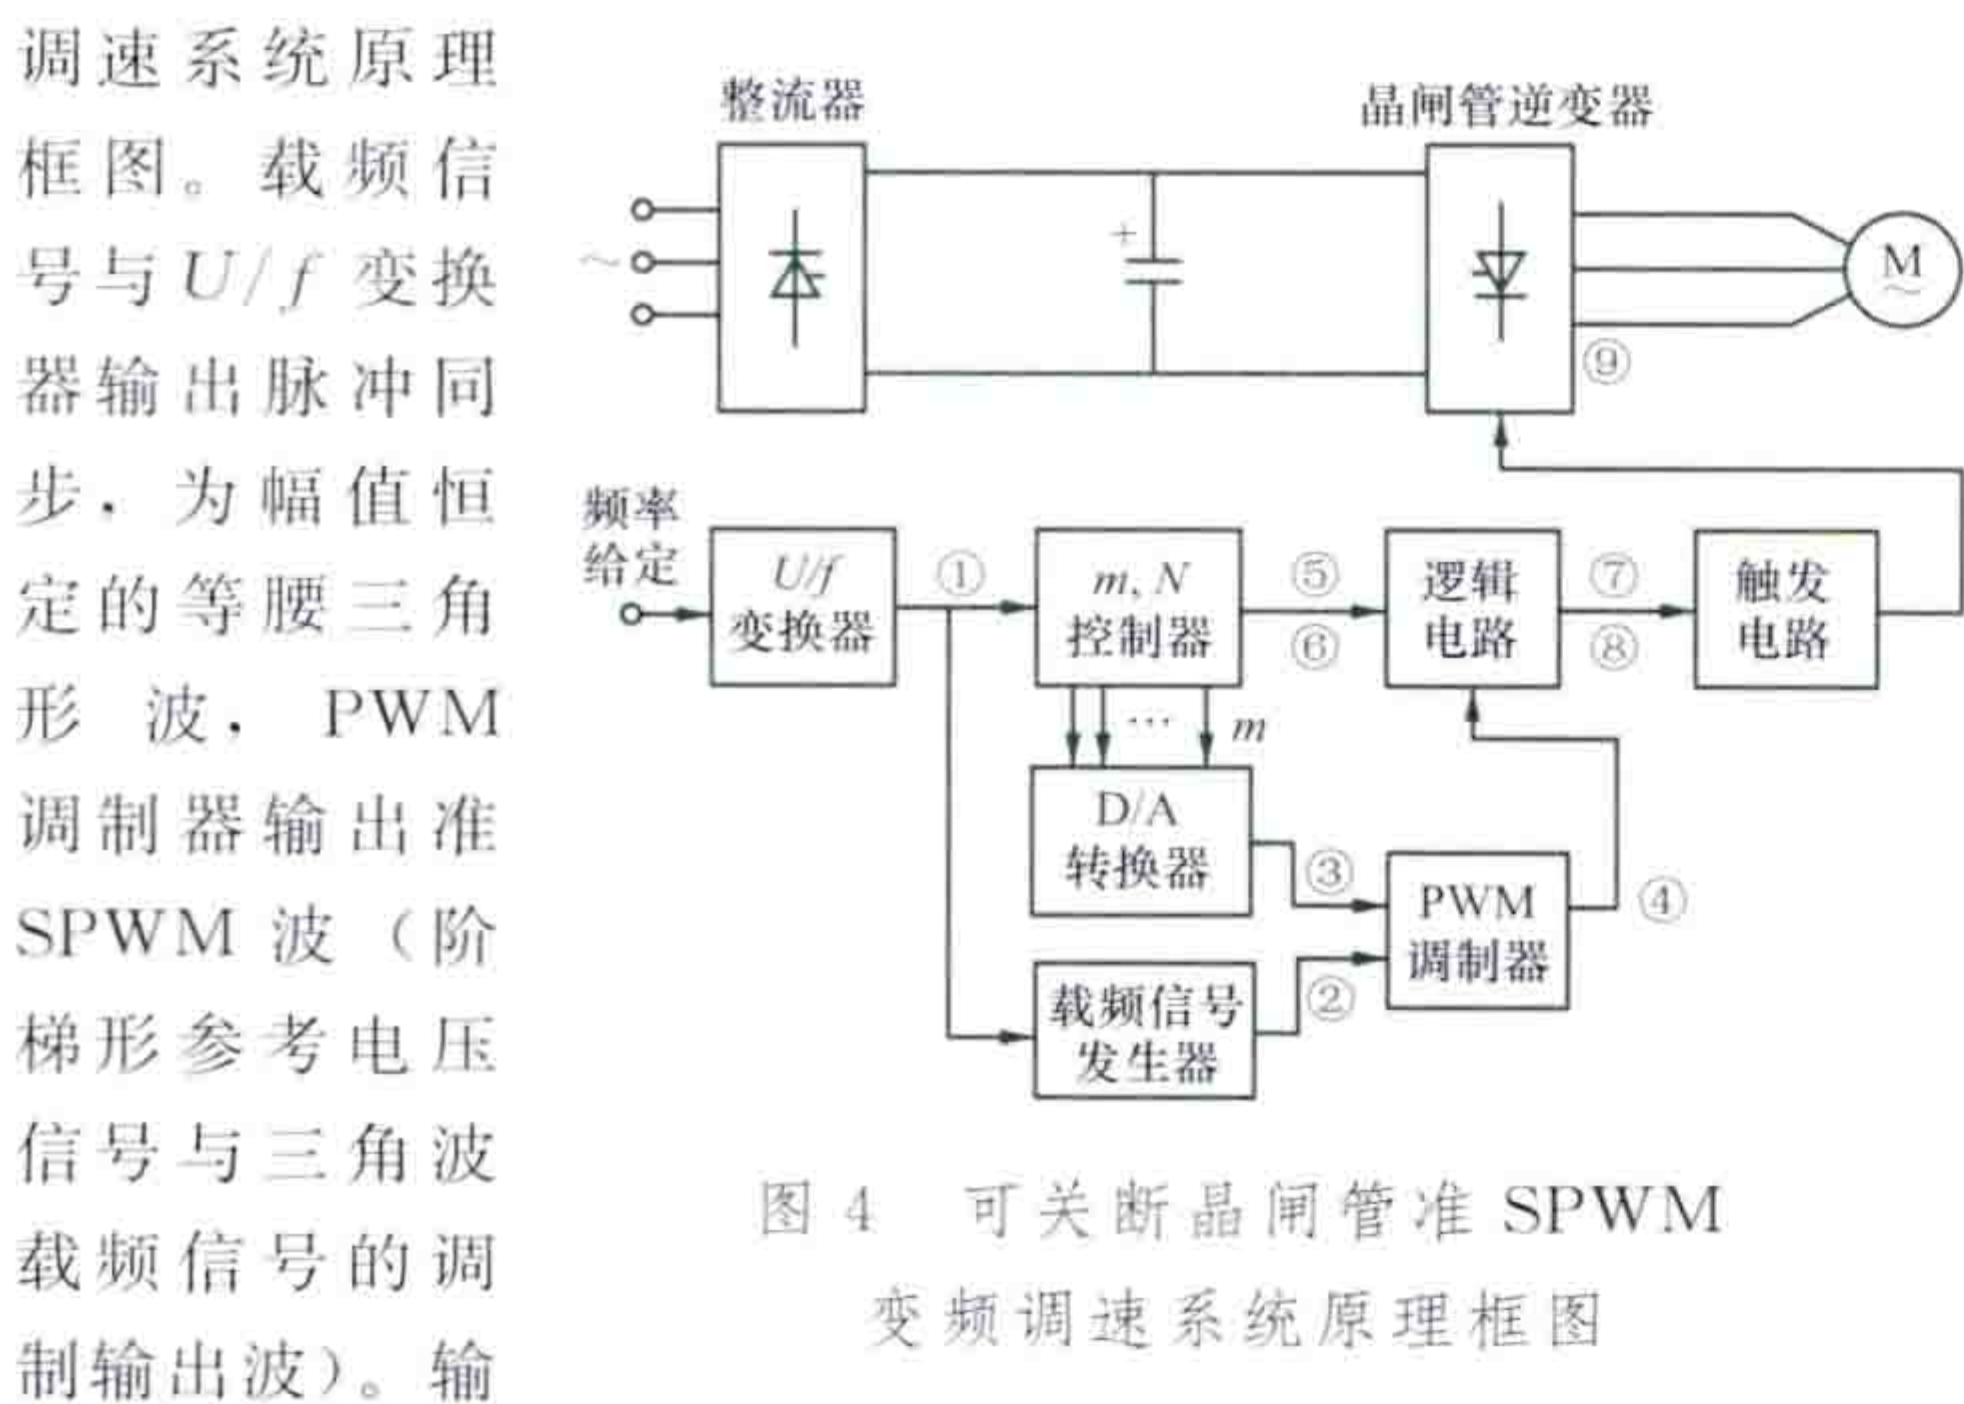 调速系统原理
框图。载频信
号与U/f变换
器输出脉冲同
步，为幅值恒
定的等腰三角
形波，PWM
调制器输出准
SPWM波（阶
梯形参考电压
信号与三角波
载频信号的调
制输出波）。输
整流器
晶闸管逆变器
~
+
M
~
⑨
频率
给定
U/f
变换器
①
m, N
控制器
⑤
⑥
逻辑
电路
⑦
⑧
触发
电路
… m
D/A
转换器
③
PWM
调制器
④
载频信号
发生器
②
图4 可关断晶闸管准SPWM
变频调速系统原理框图